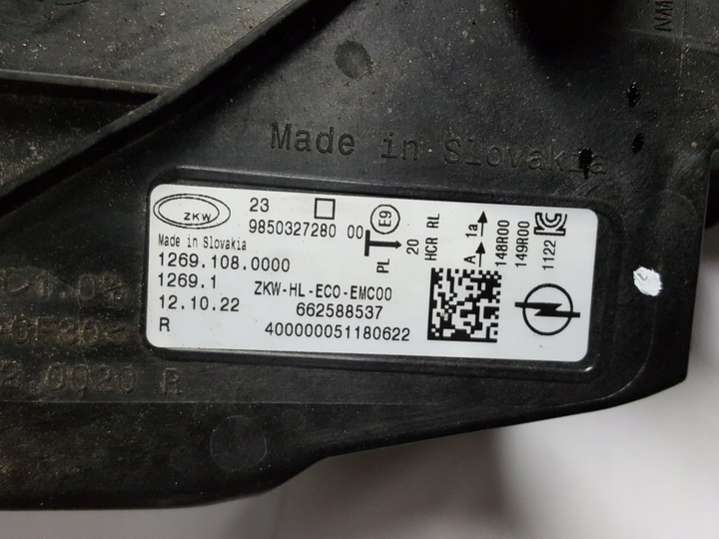 Made in Slovakia
ZKW
23
9850327280 00
Made in Slovakia
1269.108.0000
1269.1
ZKW-HL-ECO-EMC00
12.10.22
662588537
R
400000051180622
E9
PL
20
HCR RL
A
1a
148R00
149R00
1122
R